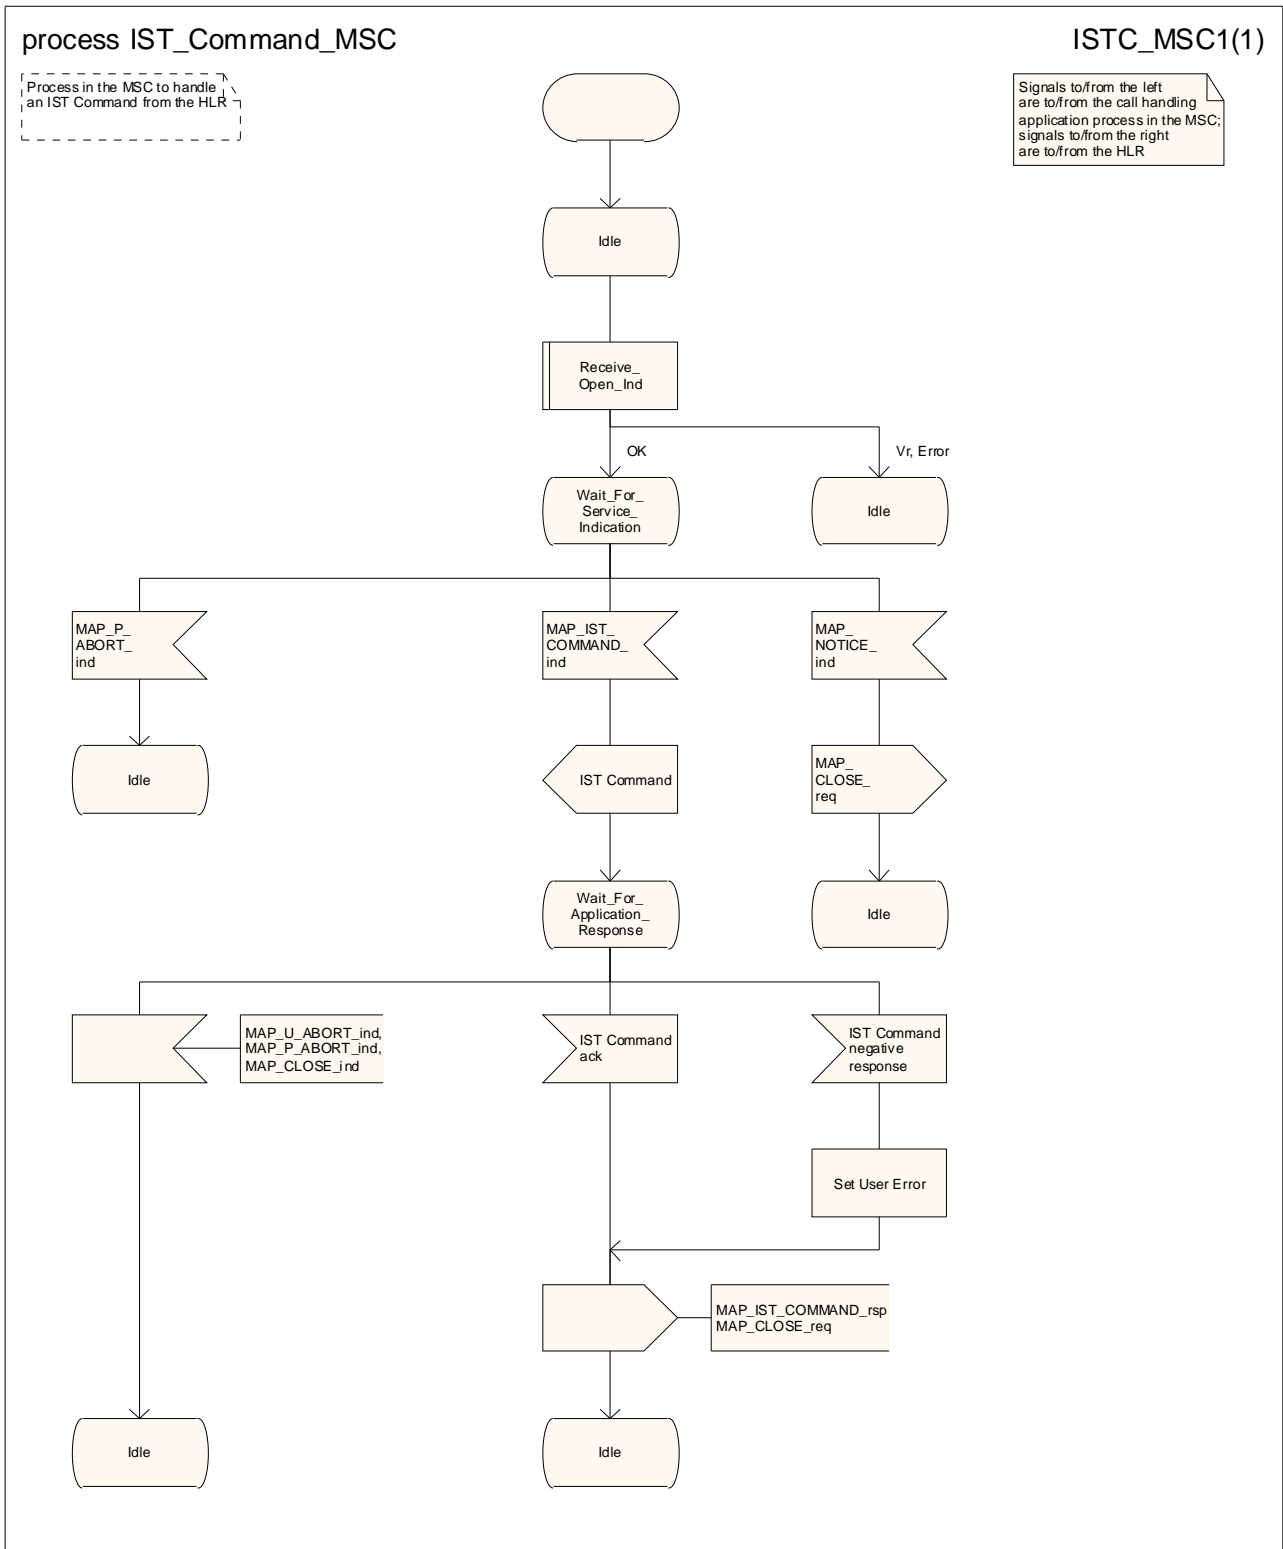 process IST_Command_MSC
ISTC_MSC1(1)
Process in the MSC to handle
an IST Command from the HLR
Signals to/from the left
are to/from the call handling
application process in the MSC;
signals to/from the right
are to/from the HLR
Idle
Receive_
Open_Ind
OK
Vr, Error
Wait_For_
Service_
Indication
Idle
MAP_P_
ABORT_
ind
MAP_IST_
COMMAND_
ind
MAP_
NOTICE_
ind
Idle
IST Command
MAP_
CLOSE_
req
Wait_For_
Application_
Response
Idle
MAP_U_ABORT_ind,
MAP_P_ABORT_ind,
MAP_CLOSE_ind
IST Command
ack
IST Command
negative
response
Set User Error
MAP_IST_COMMAND_rsp
MAP_CLOSE_req
Idle
Idle